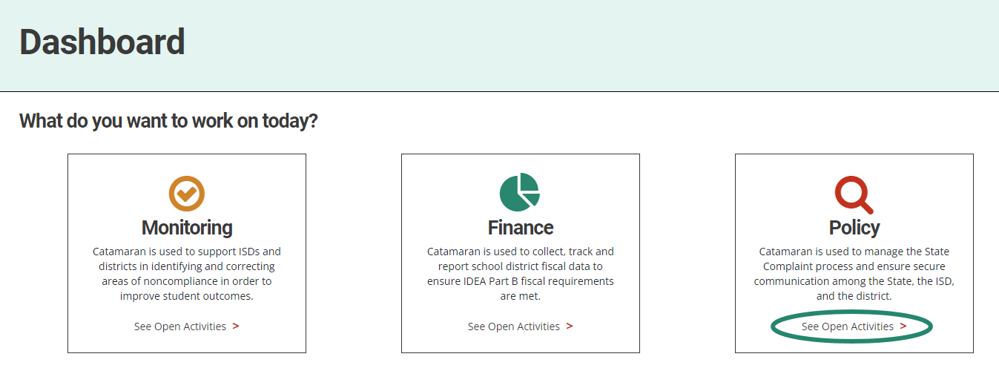 Dashboard
What do you want to work on today?
Monitoring
Catamaran is used to support ISDs and
districts in identifying and correcting
areas of noncompliance in order to
improve student outcomes.
See Open Activities >
Finance
Catamaran is used to collect, track and
report school district fiscal data to
ensure IDEA Part B fiscal requirements
are met.
See Open Activities >
Policy
Catamaran is used to manage the State
Complaint process and ensure secure
communication among the State, the ISD,
and the district.
See Open Activities >